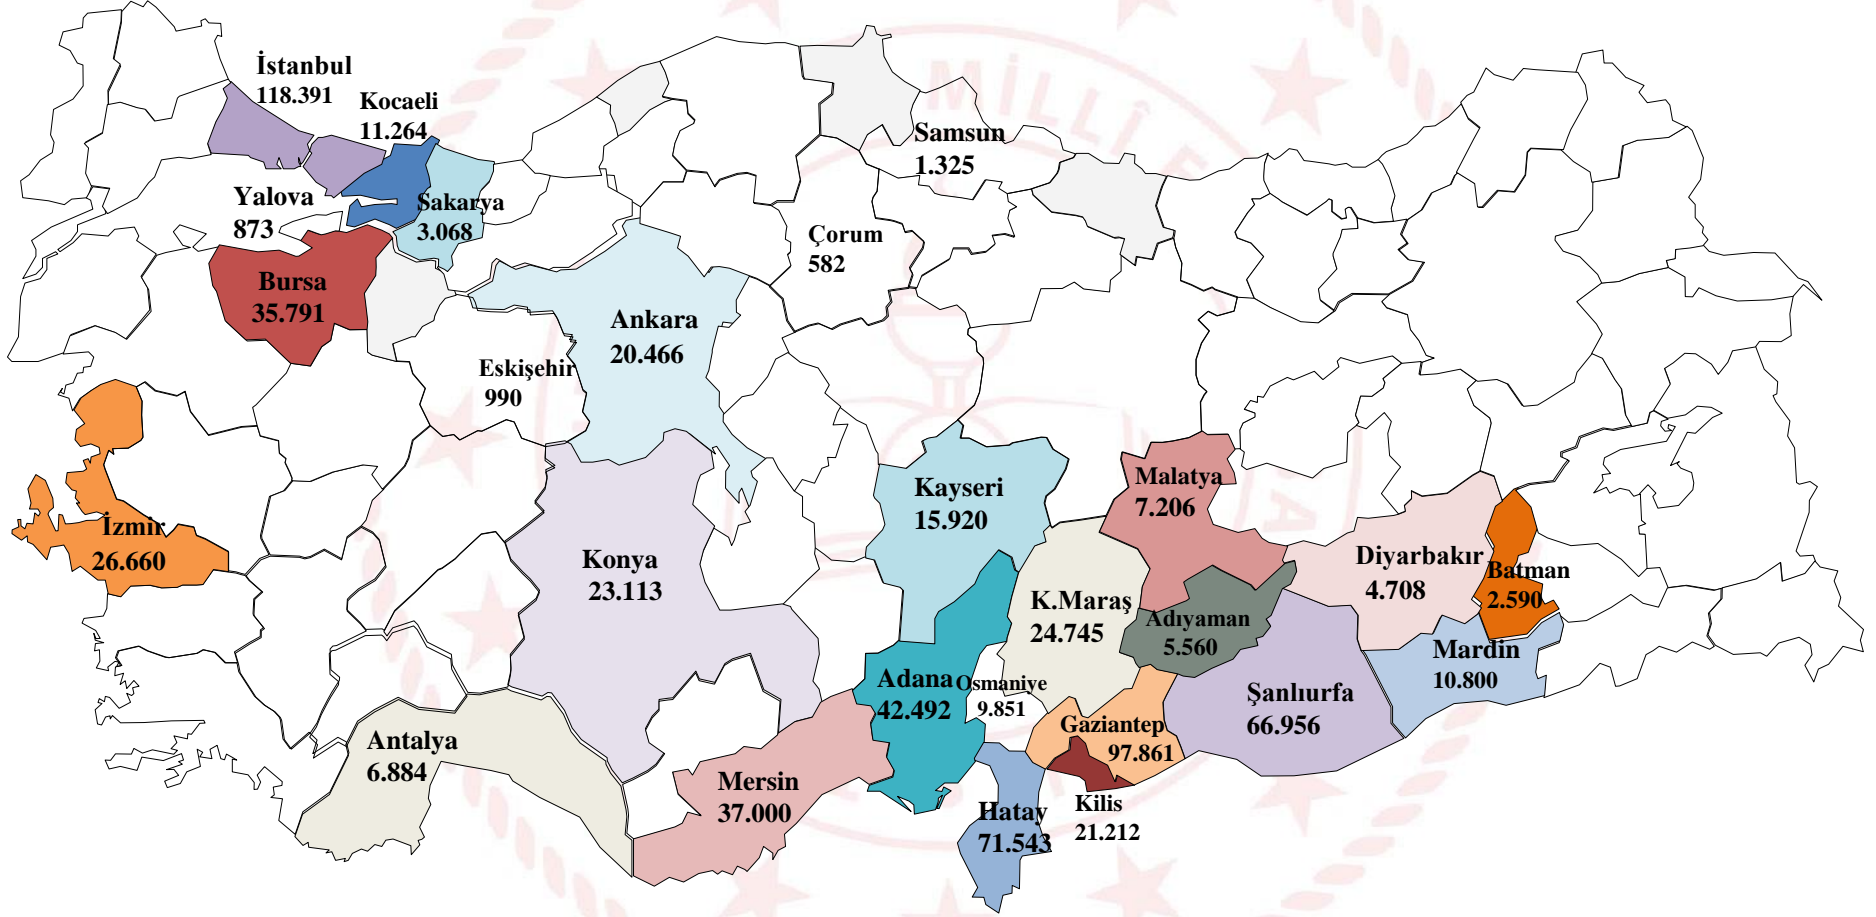 İstanbul
118.391
Kocaeli
11.264
MİLLÎ E
Samsun
1.325
Yalova
873
Sakarya
3.068
Çorum
582
Bursa
35.791
Ankara
20.466
Eskişehir
990
Kayseri
15.920
Malatya
7.206
İzmir
26.660
Konya
23.113
Diyarbakır
4.708
Batman
2.590
K.Maraş
24.745
Adıyaman
5.560
Mardin
10.800
Adana
42.492
Osmaniye
9.851
Şanlıurfa
66.956
Gaziantep
97.861
Antalya
6.884
Mersin
37.000
Hatay
71.543
Kilis
21.212